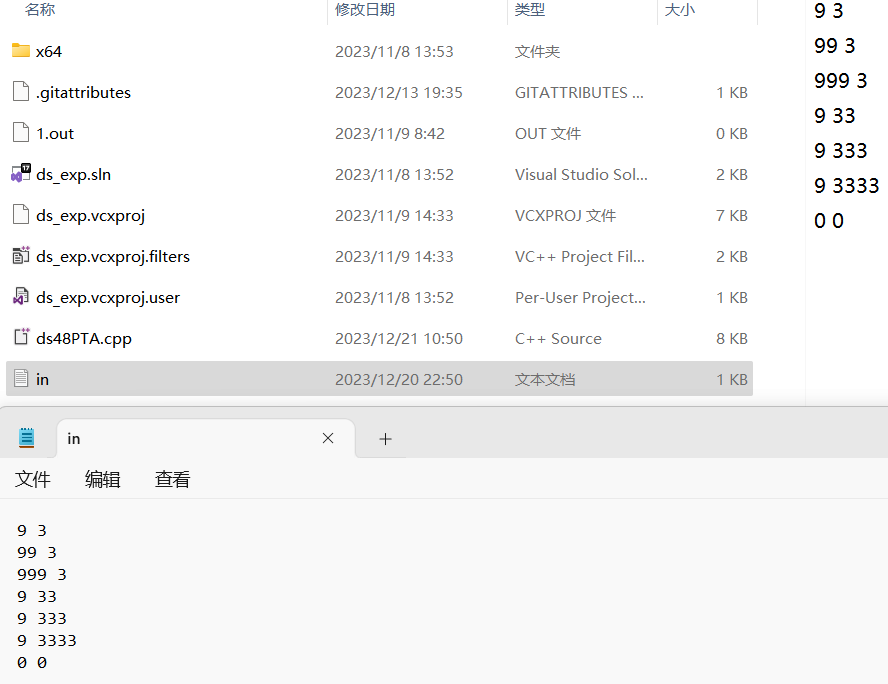 名称 修改日期 类型 大小
x64 2023/11/8 13:53 文件夹
.gitattributes 2023/12/13 19:35 GITATTRIBUTES ... 1 KB
1.out 2023/11/9 8:42 OUT 文件 0 KB
ds_exp.sln 2023/11/8 13:52 Visual Studio Sol... 2 KB
ds_exp.vcxproj 2023/11/9 14:33 VCXPROJ 文件 7 KB
ds_exp.vcxproj.filters 2023/11/9 14:33 VC++ Project Fil... 2 KB
ds_exp.vcxproj.user 2023/11/8 13:52 Per-User Project... 1 KB
ds48PTA.cpp 2023/12/21 10:50 C++ Source 8 KB
in 2023/12/20 22:50 文本文档 1 KB
9 3
99 3
999 3
9 33
9 333
9 3333
0 0
in
文件 编辑 查看
9 3
99 3
999 3
9 33
9 333
9 3333
0 0